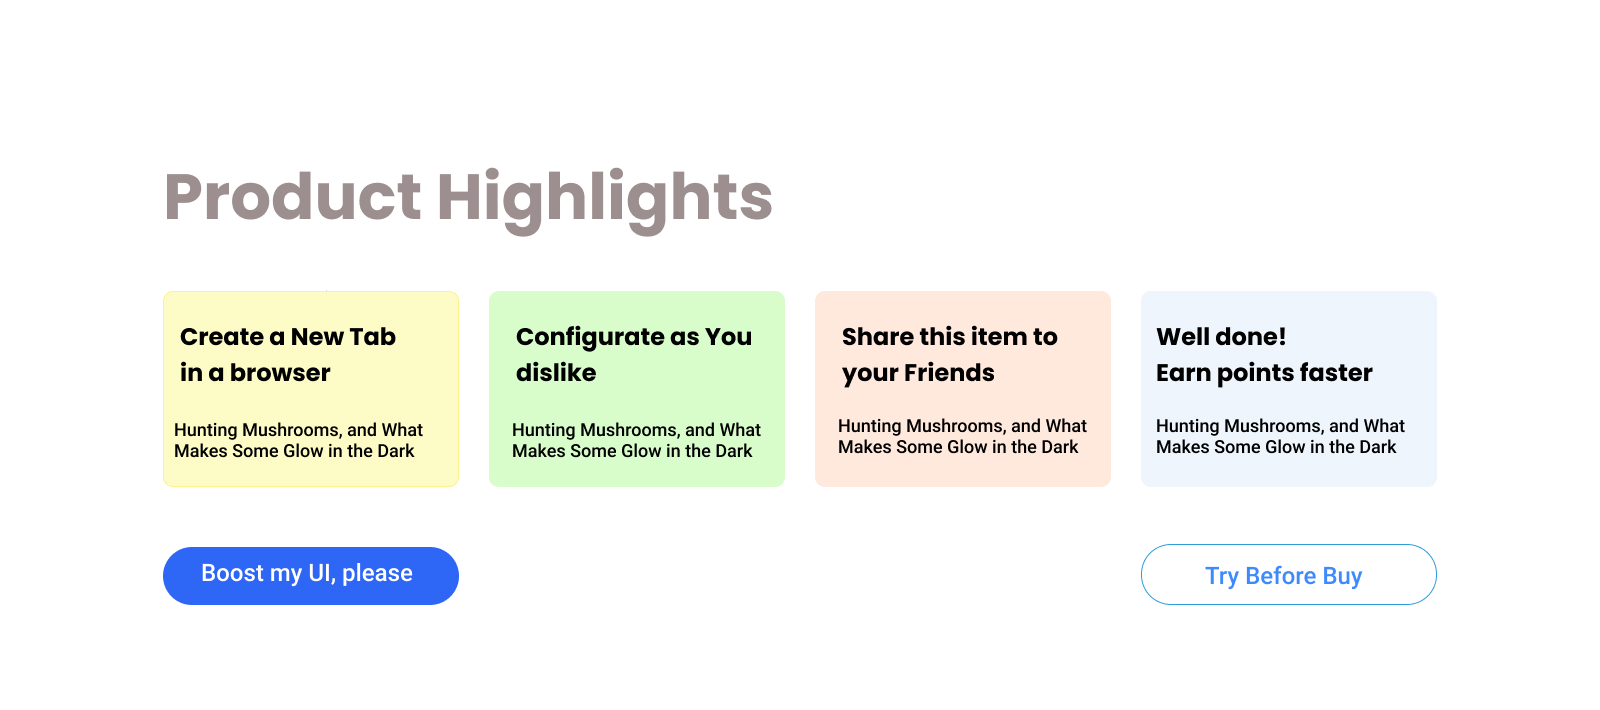 Product Highlights
Create a New Tab
in a browser
Hunting Mushrooms, and What
Makes Some Glow in the Dark
Configurate as You
dislike
Hunting Mushrooms, and What
Makes Some Glow in the Dark
Share this item to
your Friends
Hunting Mushrooms, and What
Makes Some Glow in the Dark
Well done!
Earn points faster
Hunting Mushrooms, and What
Makes Some Glow in the Dark
Boost my UI, please
Try Before Buy